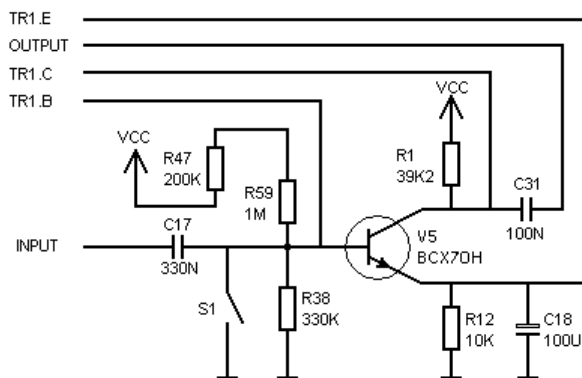 TR1.E
OUTPUT
TR1.C
TR1.B
VCC
VCC
R47
200K
R59
1M
R1
39K2
C31
100N
C17
330N
INPUT
V5
BCX70H
S1
R38
330K
R12
10K
C18
100U